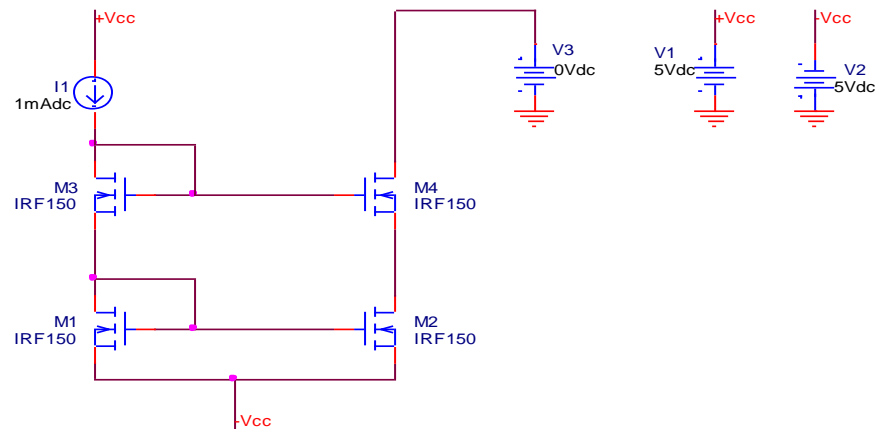 +Vcc
I1
1mAdc
V3
0Vdc
V1
5Vdc
+Vcc
-Vcc
V2
5Vdc
M3
IRF150
M4
IRF150
M1
IRF150
M2
IRF150
-Vcc